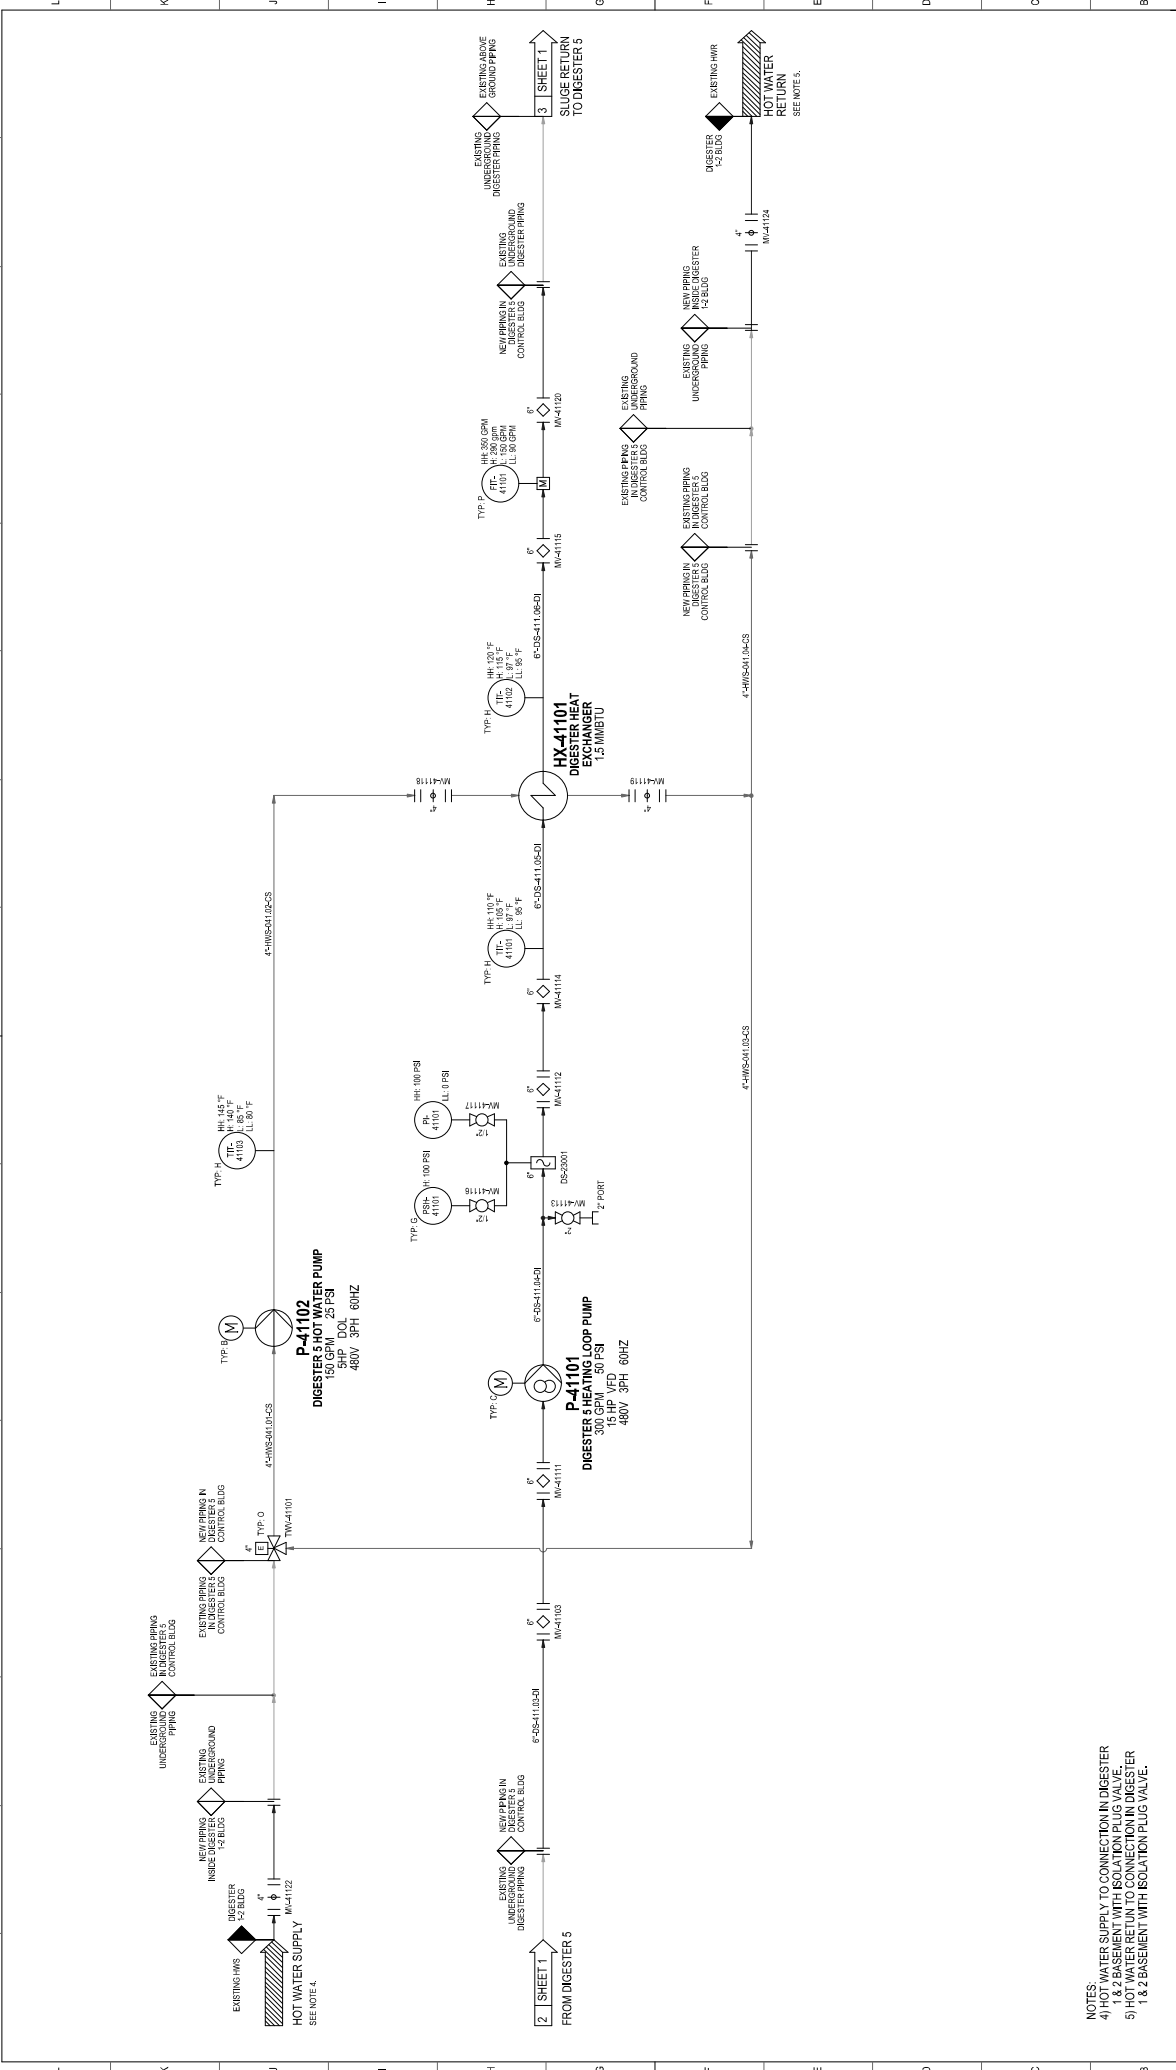 L
K
J
I
H
G
F
E
D
C
B
EXISTING HWS
DIGESTER
1-2 BLDG
HOT WATER SUPPLY
SEE NOTE 4.
4"
MV-41122
NEW PIPING
INSIDE DIGESTER
1-2 BLDG
EXISTING
UNDERGROUND
PIPING
EXISTING
UNDERGROUND
PIPING
EXISTING PIPING
IN DIGESTER 5
CONTROL BLDG
EXISTING PIPING
IN DIGESTER 5
CONTROL BLDG
NEW PIPING IN
DIGESTER 5
CONTROL BLDG
4"
E
TYP: O
TWV-41101
4"-HWS-041.01-CS
TYP: B
M
P-41102
DIGESTER 5 HOT WATER PUMP
150 GPM 25 PSI
5HP DOL
480V 3PH 60HZ
TYP: H
TIT-
41103
HH: 145 °F
H: 140 °F
L: 85 °F
LL: 80 °F
4"-HWS-041.02-CS
4"
MV-41118
2 SHEET 1
FROM DIGESTER 5
EXISTING
UNDERGROUND
DIGESTER PIPING
NEW PIPING IN
DIGESTER 5
CONTROL BLDG
6"-DS-411.03-DI
6"
MV-41103
6"
MV-41111
TYP: C
M
P-41101
DIGESTER 5 HEATING LOOP PUMP
300 GPM 50 PSI
15 HP VFD
480V 3PH 60HZ
6"-DS-411.04-DI
2"
MV-41113
2" PORT
TYP: G
PSH-
41101
H: 100 PSI
1/2"
MV-41116
PI-
41101
HH: 100 PSI
LL: 0 PSI
1/2"
MV-41117
6"
DS-23001
6"
MV-41112
6"
MV-41114
TYP: H
TIT-
41101
HH: 110 °F
H: 105 °F
L: 97 °F
LL: 95 °F
6"-DS-411.05-DI
HX-41101
DIGESTER HEAT
EXCHANGER
1.5 MMBTU
TYP: H
TIT-
41102
HH: 120 °F
H: 115 °F
L: 97 °F
LL: 95 °F
6"-DS-411.06-DI
6"
MV-41115
TYP: P
FIT-
41101
HH: 350 GPM
H: 290 gpm
L: 150 GPM
LL: 90 GPM
M
6"
MV-41120
NEW PIPING IN
DIGESTER 5
CONTROL BLDG
EXISTING
UNDERGROUND
DIGESTER PIPING
EXISTING
UNDERGROUND
DIGESTER PIPING
EXISTING ABOVE
GROUND PIPING
3 SHEET 1
SLUGE RETURN
TO DIGESTER 5
4"
MV-41119
4"-HWS-041.03-CS
4"-HWS-041.04-CS
NEW PIPING IN
DIGESTER 5
CONTROL BLDG
EXISTING PIPING
IN DIGESTER 5
CONTROL BLDG
EXISTING PIPING
IN DIGESTER 5
CONTROL BLDG
EXISTING
UNDERGROUND
PIPING
EXISTING
UNDERGROUND
PIPING
NEW PIPING
INSIDE DIGESTER
1-2 BLDG
4"
MV-41124
DIGESTER
1-2 BLDG
EXISTING HWR
HOT WATER
RETURN
SEE NOTE 5.
NOTES:
4) HOT WATER SUPPLY TO CONNECTION IN DIGESTER
1 & 2 BASEMENT WITH ISOLATION PLUG VALVE.
5) HOT WATER RETUN TO CONNECTION IN DIGESTER
1 & 2 BASEMENT WITH ISOLATION PLUG VALVE.